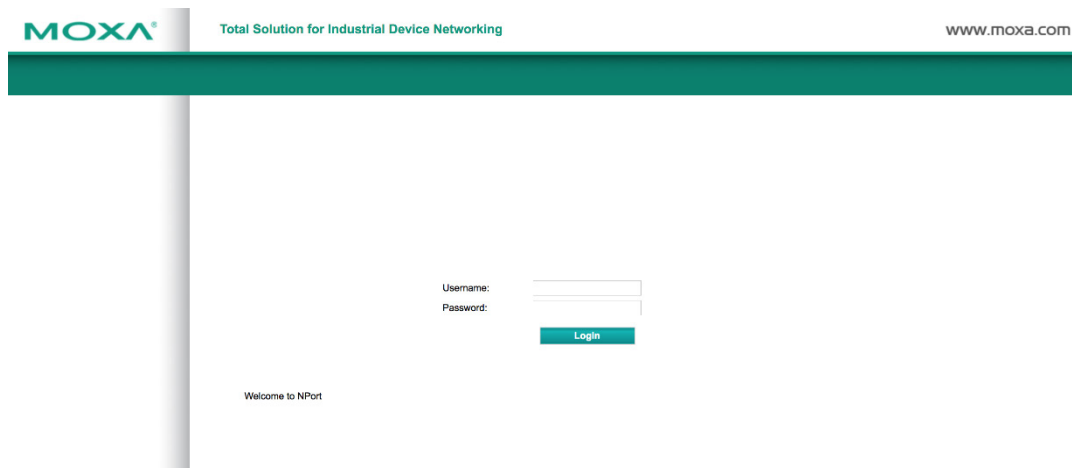 MOXA®
Total Solution for Industrial Device Networking
www.moxa.com
Username:
Password:
Login
Welcome to NPort